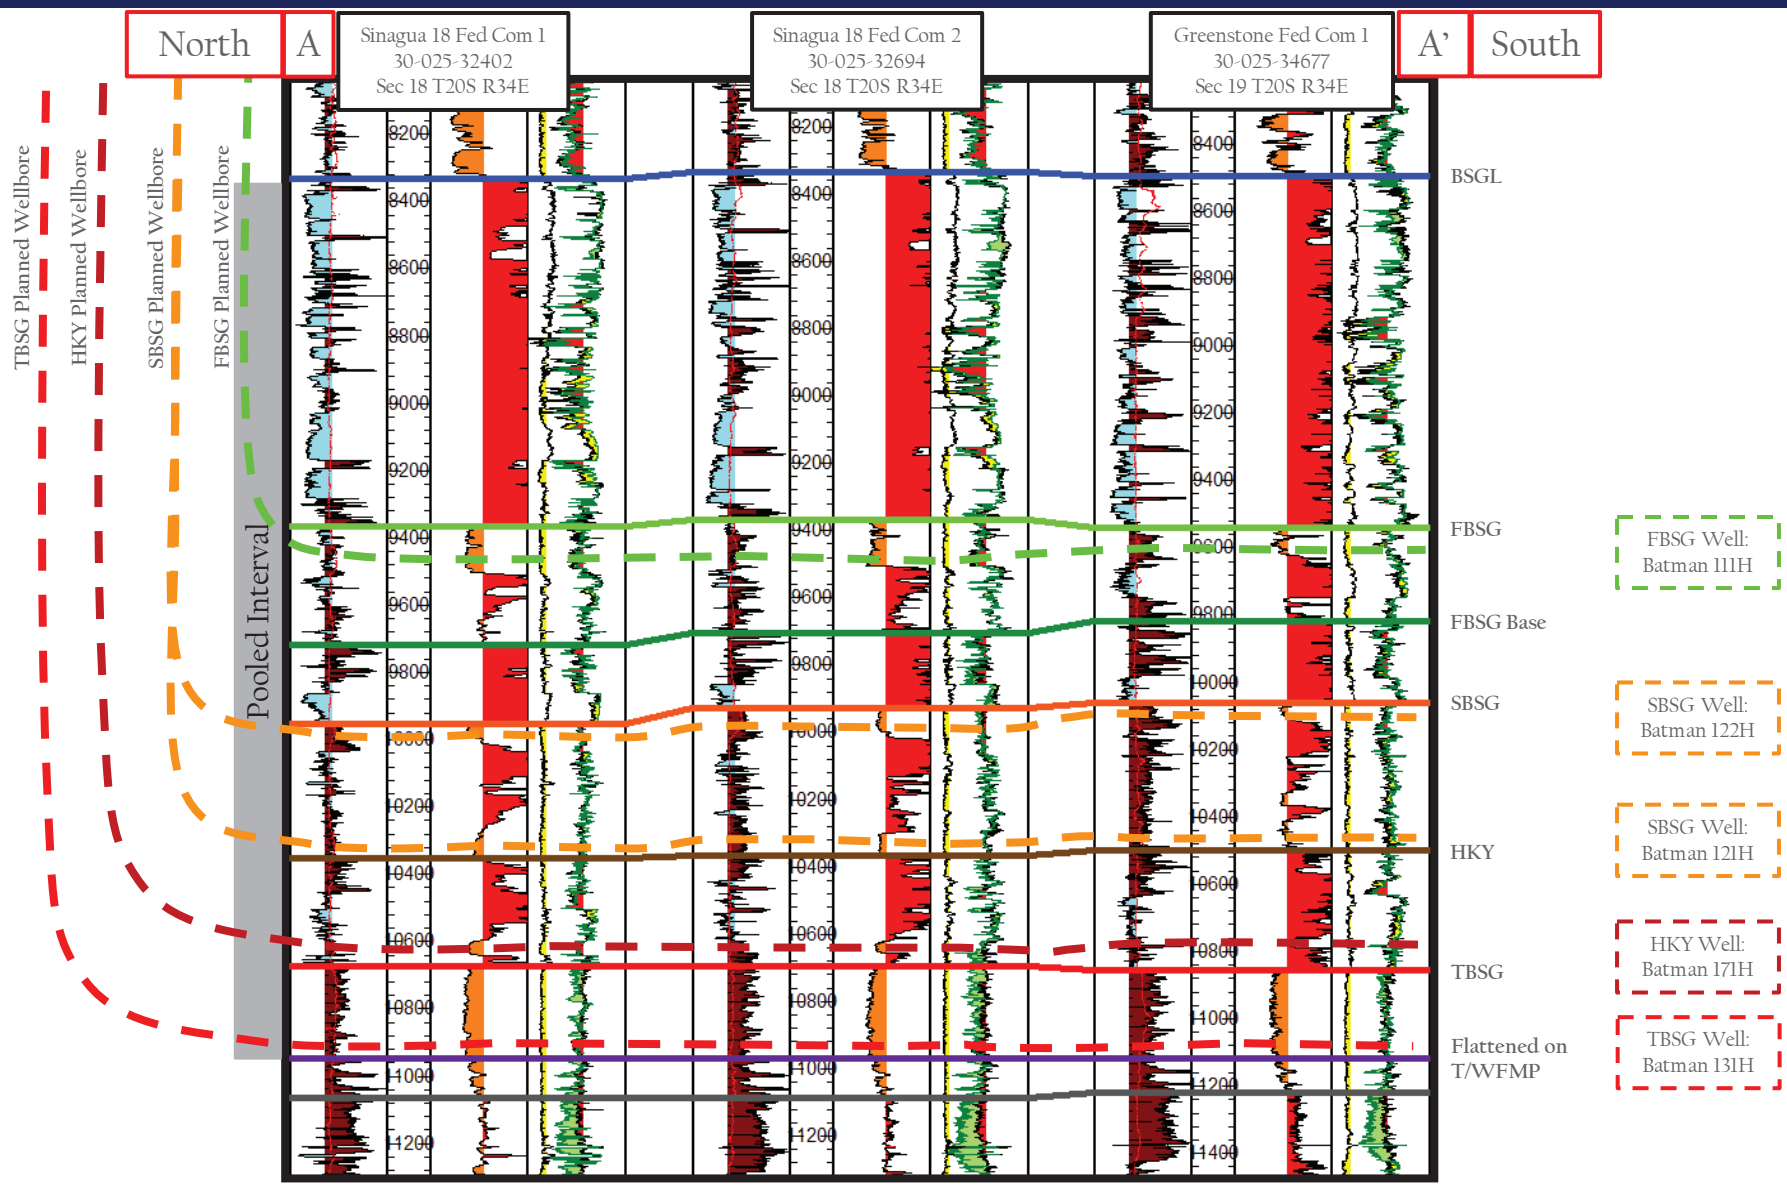 North
A
Sinagua 18 Fed Com 1
30-025-32402
Sec 18 T20S R34E
Sinagua 18 Fed Com 2
30-025-32694
Sec 18 T20S R34E
Greenstone Fed Com 1
30-025-34677
Sec 19 T20S R34E
A’
South
TBSG Planned Wellbore
HKY Planned Wellbore
SBSG Planned Wellbore
FBSG Planned Wellbore
Pooled Interval
8200
8400
8600
8800
9000
9200
9400
9600
9800
10000
10200
10400
10600
10800
11000
11200
8200
8400
8600
8800
9000
9200
9400
9600
9800
10000
10200
10400
10600
10800
11000
11200
8400
8600
8800
9000
9200
9400
9600
9800
10000
10200
10400
10600
10800
11000
11200
11400
BSGL
FBSG
FBSG Base
SBSG
HKY
TBSG
Flattened on
T/WFMP
FBSG Well:
Batman 111H
SBSG Well:
Batman 122H
SBSG Well:
Batman 121H
HKY Well:
Batman 171H
TBSG Well:
Batman 131H